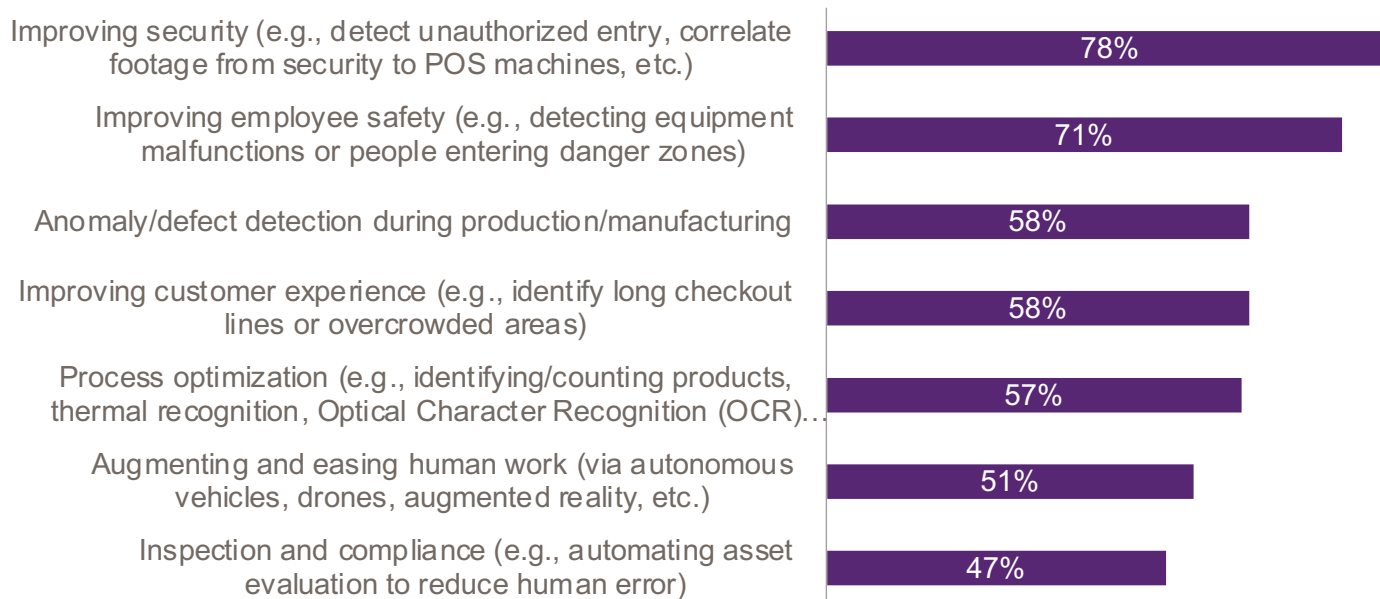 Improving security (e.g., detect unauthorized entry, correlate
footage from security to POS machines, etc.)
78%
Improving employee safety (e.g., detecting equipment
malfunctions or people entering danger zones)
71%
Anomaly/defect detection during production/manufacturing
58%
Improving customer experience (e.g., identify long checkout
lines or overcrowded areas)
58%
Process optimization (e.g., identifying/counting products,
thermal recognition, Optical Character Recognition (OCR)…
57%
Augmenting and easing human work (via autonomous
vehicles, drones, augmented reality, etc.)
51%
Inspection and compliance (e.g., automating asset
evaluation to reduce human error)
47%